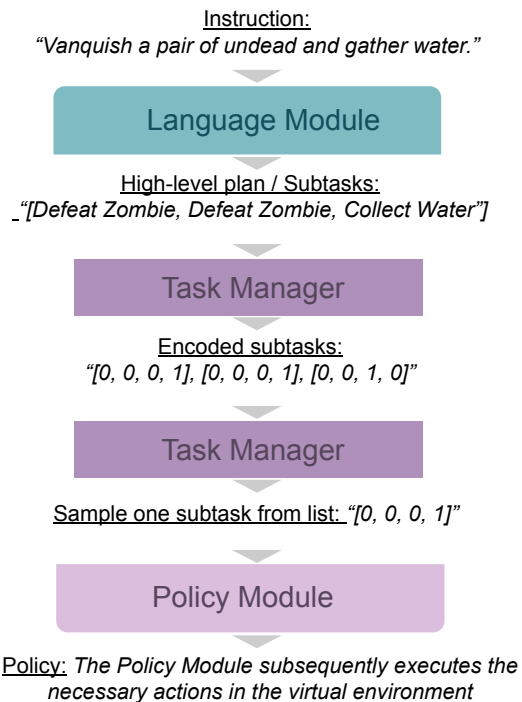 Instruction:
“Vanquish a pair of undead and gather water.”
Language Module
High-level plan / Subtasks:
“[Defeat Zombie, Defeat Zombie, Collect Water”]
Task Manager
Encoded subtasks:
“[0, 0, 0, 1], [0, 0, 0, 1], [0, 0, 1, 0]”
Task Manager
Sample one subtask from list: “[0, 0, 0, 1]”
Policy Module
Policy: The Policy Module subsequently executes the
necessary actions in the virtual environment